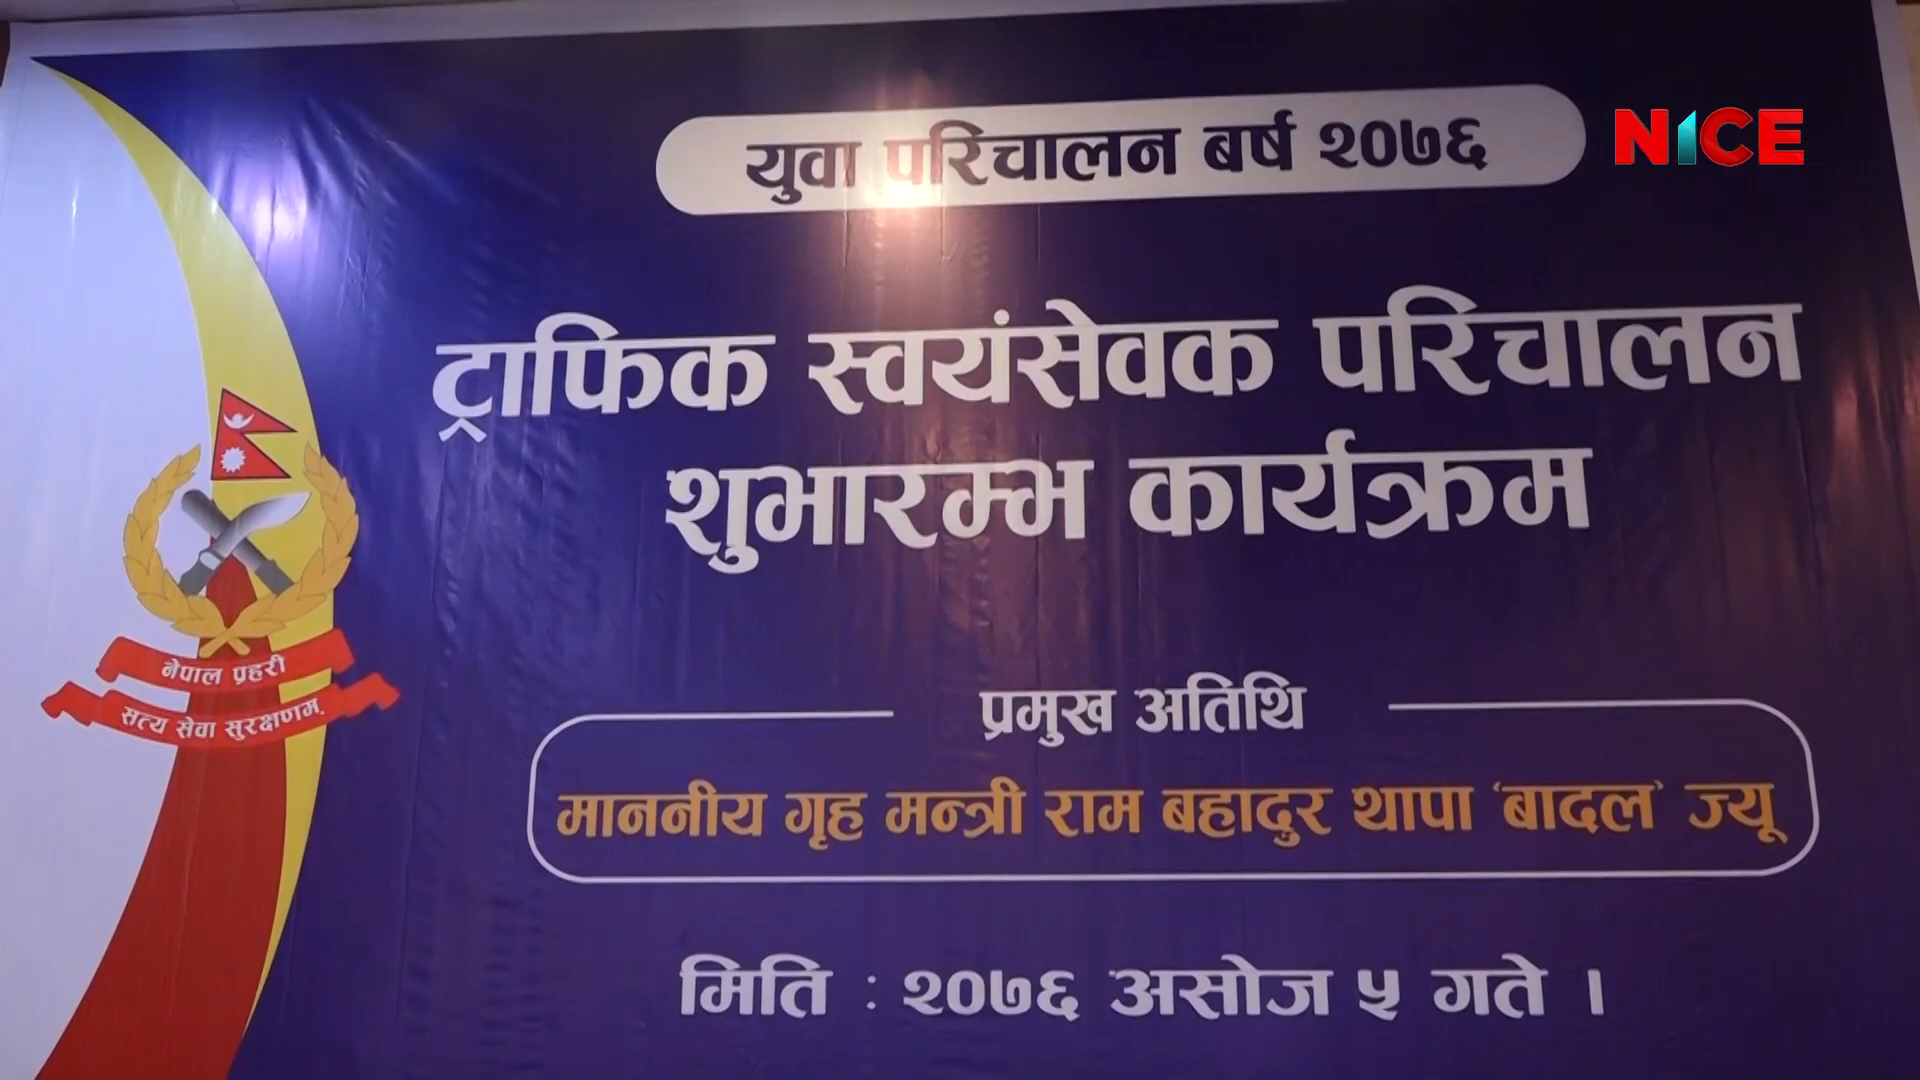 युवा परिचालन बर्ष २०७६
NICE
ट्राफिक स्वयंसेवक परिचालन
शुभारम्भ कार्यक्रम
नेपाल प्रहरी
सत्य सेवा सुरक्षणम्
प्रमुख अतिथि
माननीय गृह मन्त्री राम बहादुर थापा 'बादल' ज्यू
मिति : २०७६ असोज ५ गते ।